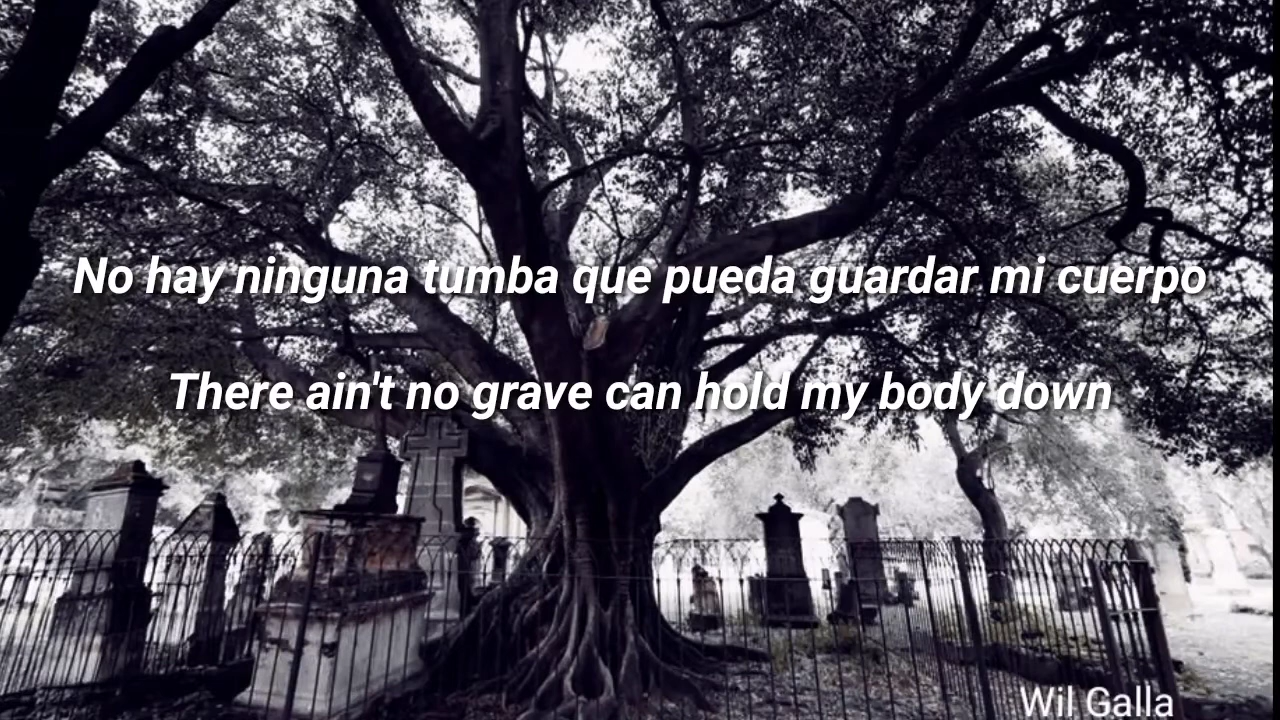 No hay ninguna tumba que pueda guardar mi cuerpo
There ain't no grave can hold my body down
Wil Galla